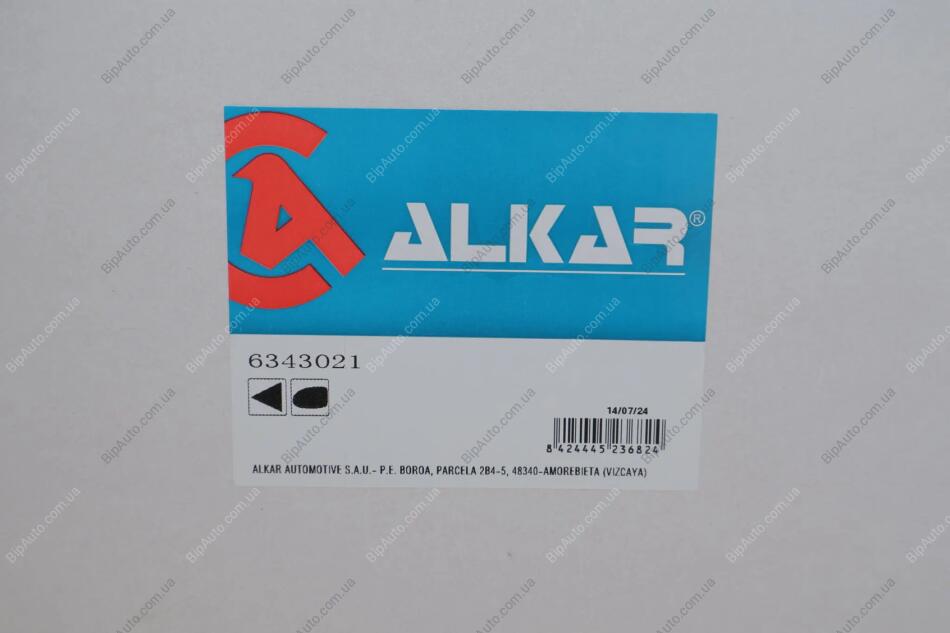 ALKAR®
6343021
14/07/24
8 424445 236824
ALKAR AUTOMOTIVE S.A.U.- P.E. BOROA, PARCELA 2B4-5, 48340-AMOREBIETA (VIZCAYA)
BipAuto.com.ua